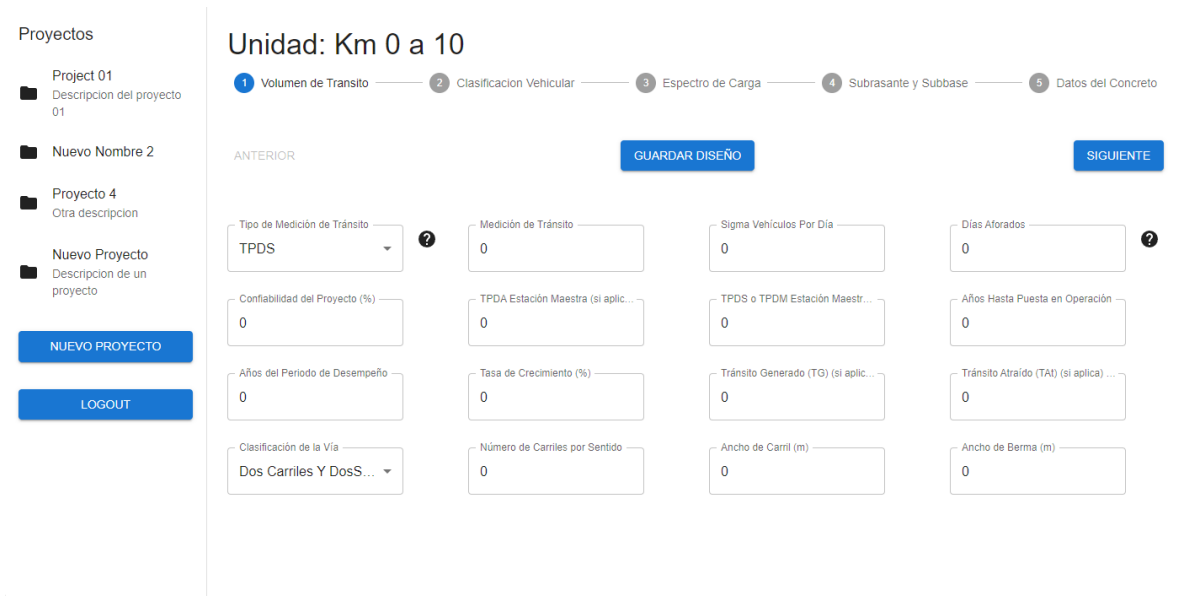 Proyectos
Project 01
Descripcion del proyecto
01
Nuevo Nombre 2
Proyecto 4
Otra descripcion
Nuevo Proyecto
Descripcion de un
proyecto
NUEVO PROYECTO
LOGOUT
Unidad: Km 0 a 10
1 Volumen de Transito 2 Clasificacion Vehicular 3 Espectro de Carga 4 Subrasante y Subbase 5 Datos del Concreto
ANTERIOR GUARDAR DISEÑO SIGUIENTE
Tipo de Medición de Tránsito Medición de Tránsito Sigma Vehículos Por Día Días Aforados
TPDS ? 0 0 0 ?
Confiabilidad del Proyecto (%) TPDA Estación Maestra (si aplic... TPDS o TPDM Estación Maestr... Años Hasta Puesta en Operación
0 0 0 0
Años del Periodo de Desempeño Tasa de Crecimiento (%) Tránsito Generado (TG) (si aplic... Tránsito Atraído (TAt) (si aplica) ...
0 0 0 0
Clasificación de la Vía Número de Carriles por Sentido Ancho de Carril (m) Ancho de Berma (m)
Dos Carriles Y DosS... 0 0 0